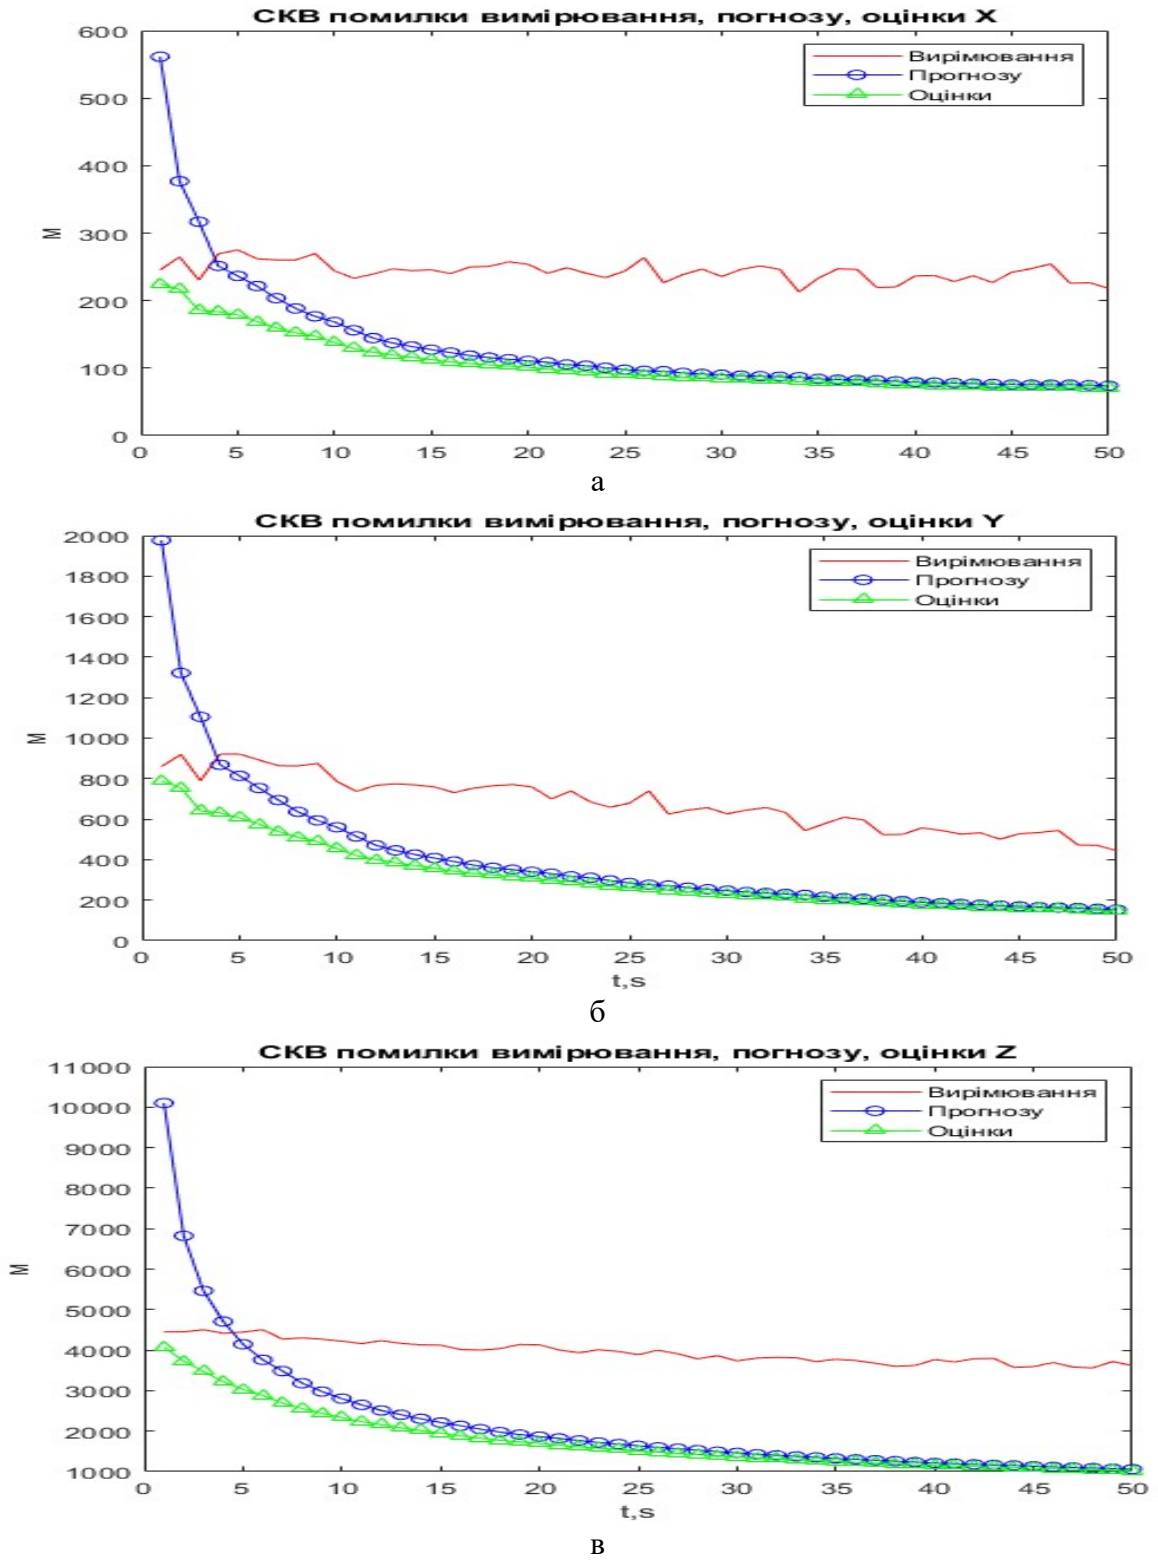 СКВ помилки вимірювання, погнозу, оцінки X
600
500
400
300
200
100
0
М
Вирімювання
Прогнозу
Оцінки
0 5 10 15 20 25 30 35 40 45 50
а
СКВ помилки вимірювання, погнозу, оцінки Y
2000
1800
1600
1400
1200
1000
800
600
400
200
0
М
Вирімювання
Прогнозу
Оцінки
0 5 10 15 20 25 30 35 40 45 50
t,s
б
СКВ помилки вимірювання, погнозу, оцінки Z
11000
10000
9000
8000
7000
6000
5000
4000
3000
2000
1000
М
Вирімювання
Прогнозу
Оцінки
0 5 10 15 20 25 30 35 40 45 50
t,s
в